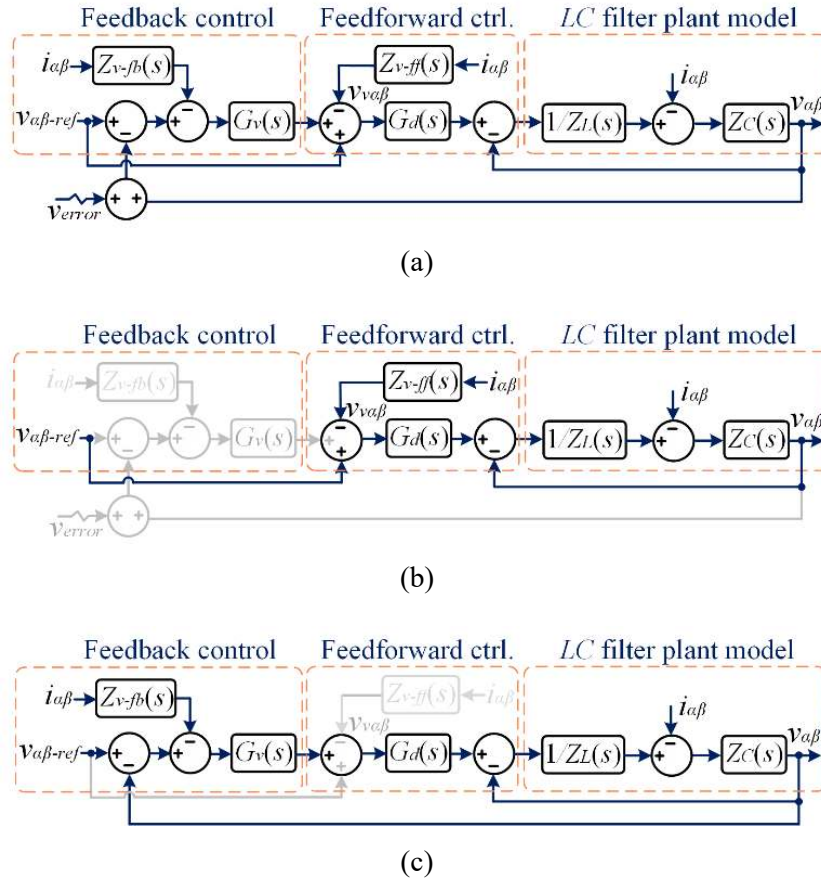 Feedback control Feedforward ctrl. LC filter plant model
iαβ Zv-fb(s) Zv-ff(s) iαβ iαβ
vαβ-ref + − + − Gv(s) + − + vvαβ Gd(s) + − 1/ZL(s) + − ZC(s) vαβ
verror + +
(a)
Feedback control Feedforward ctrl. LC filter plant model
iαβ Zv-fb(s) Zv-ff(s) iαβ iαβ
vαβ-ref + − + − Gv(s) + − + vvαβ Gd(s) + − 1/ZL(s) + − ZC(s) vαβ
verror + +
(b)
Feedback control Feedforward ctrl. LC filter plant model
iαβ Zv-fb(s) Zv-ff(s) iαβ iαβ
vαβ-ref + − + − Gv(s) + − + vvαβ Gd(s) + − 1/ZL(s) + − ZC(s) vαβ
(c)